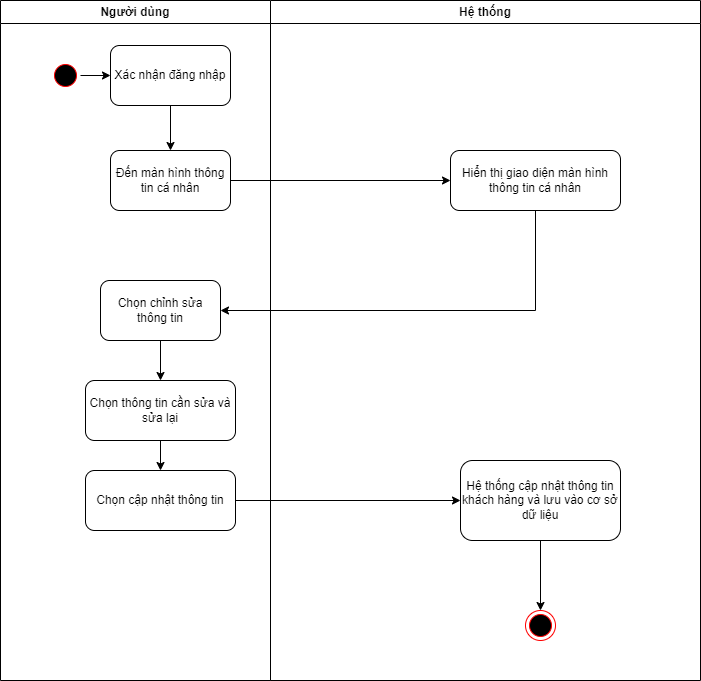 Người dùng
Hệ thống
Xác nhận đăng nhập
Đến màn hình thông
tin cá nhân
Hiển thị giao diện màn hình
thông tin cá nhân
Chọn chỉnh sửa
thông tin
Chọn thông tin cần sửa và
sửa lại
Chọn cập nhật thông tin
Hệ thống cập nhật thông tin
khách hàng và lưu vào cơ sở
dữ liệu